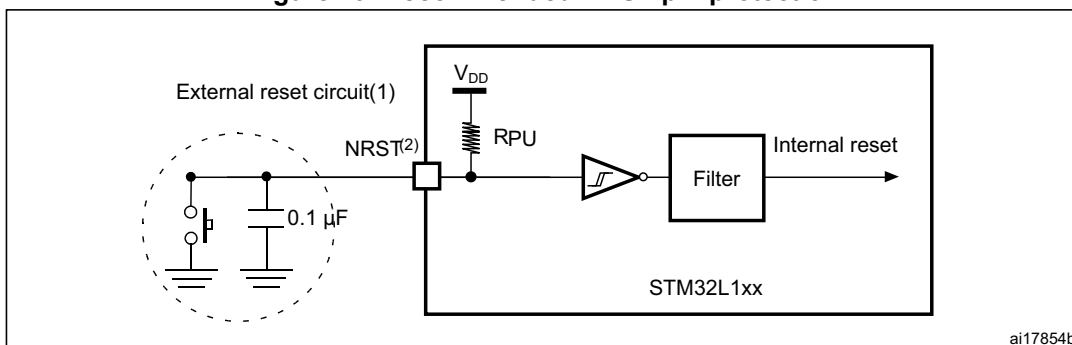 External reset circuit(1)
VDD
NRST(2)
RPU
Internal reset
Filter
0.1 µF
STM32L1xx
ai17854b